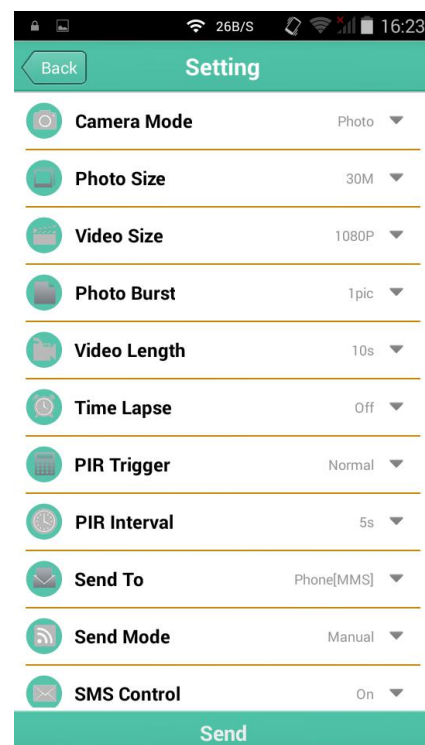 26B/S 16:23
Back Setting
Camera Mode Photo
Photo Size 30M
Video Size 1080P
Photo Burst 1pic
Video Length 10s
Time Lapse Off
PIR Trigger Normal
PIR Interval 5s
Send To Phone[MMS]
Send Mode Manual
SMS Control On
Send